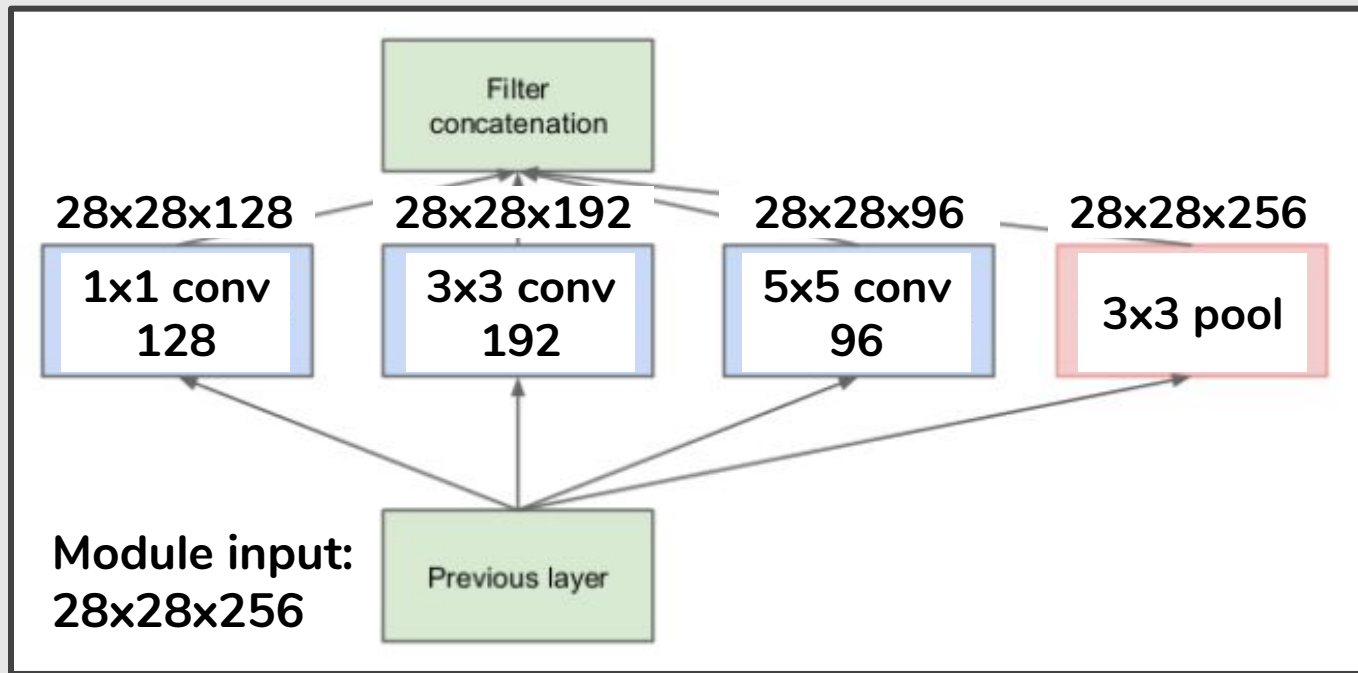 Filter
concatenation
28x28x128
28x28x192
28x28x96
28x28x256
1x1 conv
128
3x3 conv
192
5x5 conv
96
3x3 pool
Module input:
28x28x256
Previous layer